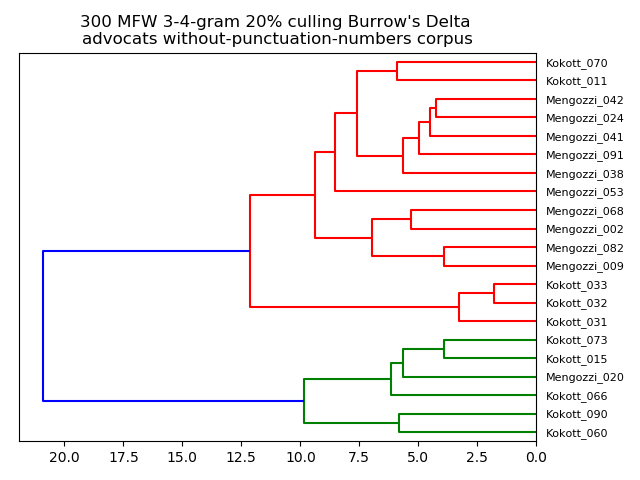 300 MFW 3-4-gram 20% culling Burrow's Delta
advocats without-punctuation-numbers corpus
Kokott_070
Kokott_011
Mengozzi_042
Mengozzi_024
Mengozzi_041
Mengozzi_091
Mengozzi_038
Mengozzi_053
Mengozzi_068
Mengozzi_002
Mengozzi_082
Mengozzi_009
Kokott_033
Kokott_032
Kokott_031
Kokott_073
Kokott_015
Mengozzi_020
Kokott_066
Kokott_090
Kokott_060
20.0 17.5 15.0 12.5 10.0 7.5 5.0 2.5 0.0